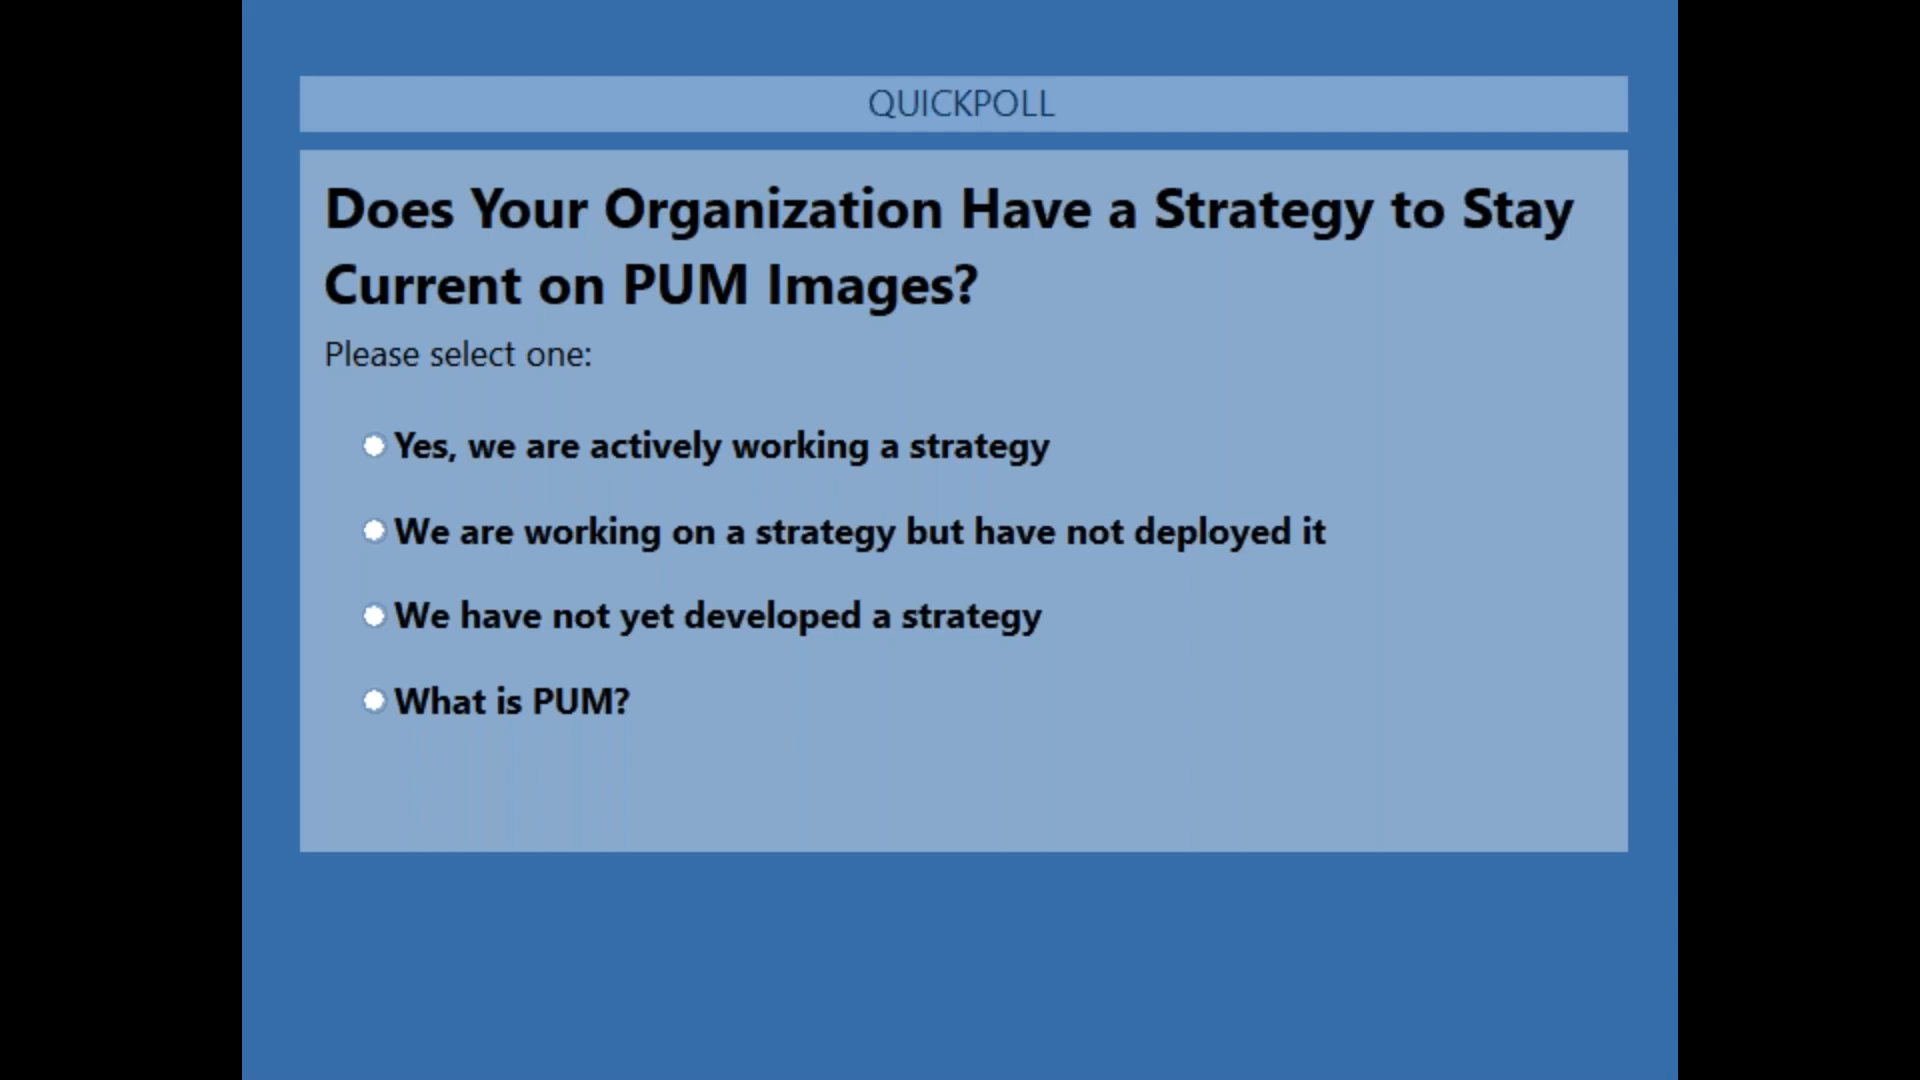 QUICKPOLL
Does Your Organization Have a Strategy to Stay
Current on PUM Images?
Please select one:
Yes, we are actively working a strategy
We are working on a strategy but have not deployed it
We have not yet developed a strategy
What is PUM?